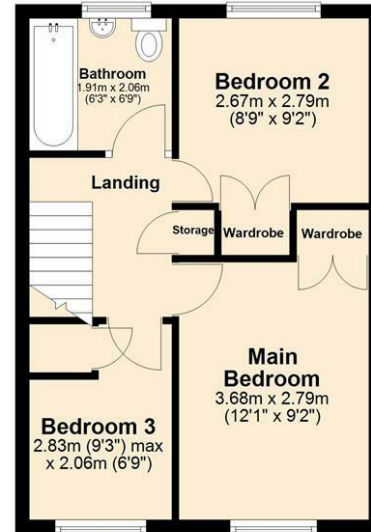 Bathroom
1.91m x 2.06m
(6'3" x 6'9")
Bedroom 2
2.67m x 2.79m
(8'9" x 9'2")
Landing
Storage
Wardrobe
Wardrobe
Main
Bedroom
3.68m x 2.79m
(12'1" x 9'2")
Bedroom 3
2.83m (9'3") max
x 2.06m (6'9")